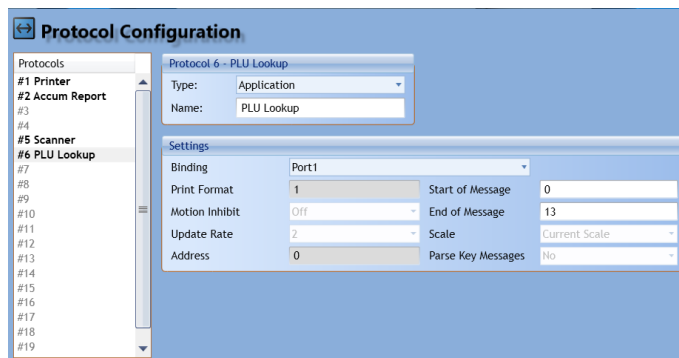 Protocol Configuration
Protocols
#1 Printer
#2 Accum Report
#3
#4
#5 Scanner
#6 PLU Lookup
#7
#8
#9
#10
#11
#12
#13
#14
#15
#16
#17
#18
#19
Protocol 6 - PLU Lookup
Type: Application
Name: PLU Lookup
Settings
Binding Port1
Print Format 1 Start of Message 0
Motion Inhibit Off End of Message 13
Update Rate 2 Scale Current Scale
Address 0 Parse Key Messages No